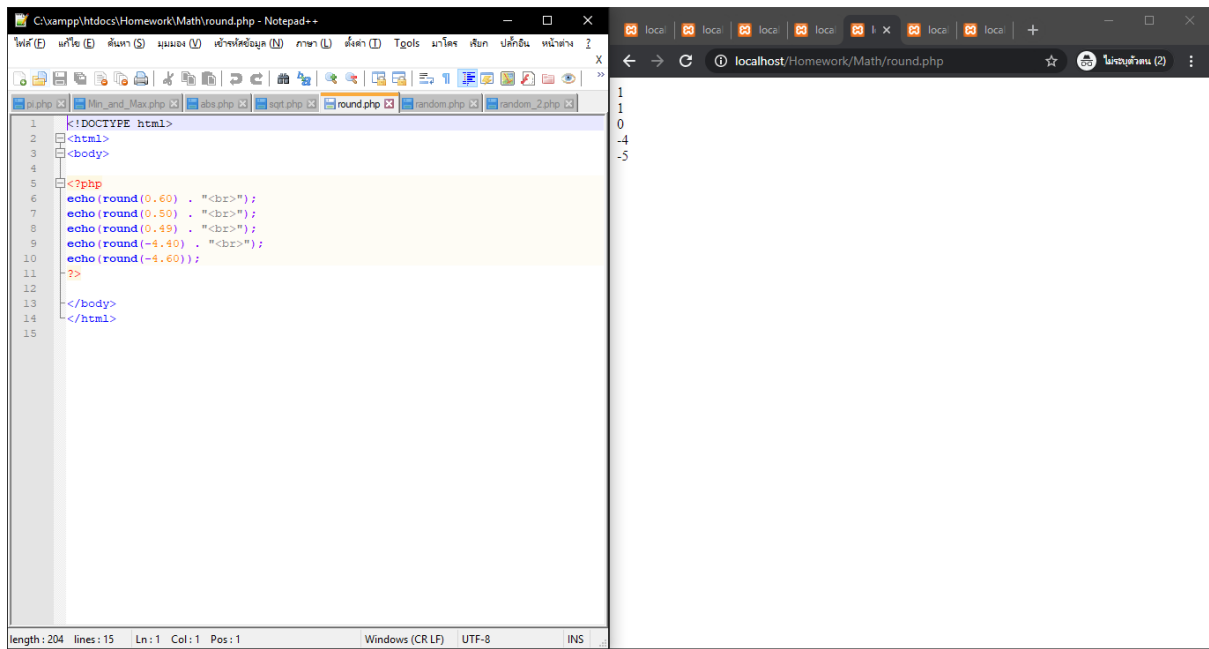 C:\xampp\htdocs\Homework\Math\round.php - Notepad++
ไฟล์ (F) แก้ไข (E) ค้นหา (S) มุมมอง (V) เข้ารหัสข้อมูล (N) ภาษา (L) ตั้งค่า (T) Tools มาโคร เรียก ปลั๊กอิน หน้าต่าง ?
X
pi.php Min_and_Max.php abs.php sqrt.php round.php random.php random_2.php
1 <!DOCTYPE html>
2 <html>
3 <body>
4
5 <?php
6 echo(round(0.60) . "<br>");
7 echo(round(0.50) . "<br>");
8 echo(round(0.49) . "<br>");
9 echo(round(-4.40) . "<br>");
10 echo(round(-4.60));
11 ?>
12
13 </body>
14 </html>
15
length : 204 lines : 15 Ln : 1 Col : 1 Pos : 1 Windows (CR LF) UTF-8 INS
local local local local l local local
localhost/Homework/Math/round.php ไม่ระบุตัวตน (2)
1
1
0
-4
-5